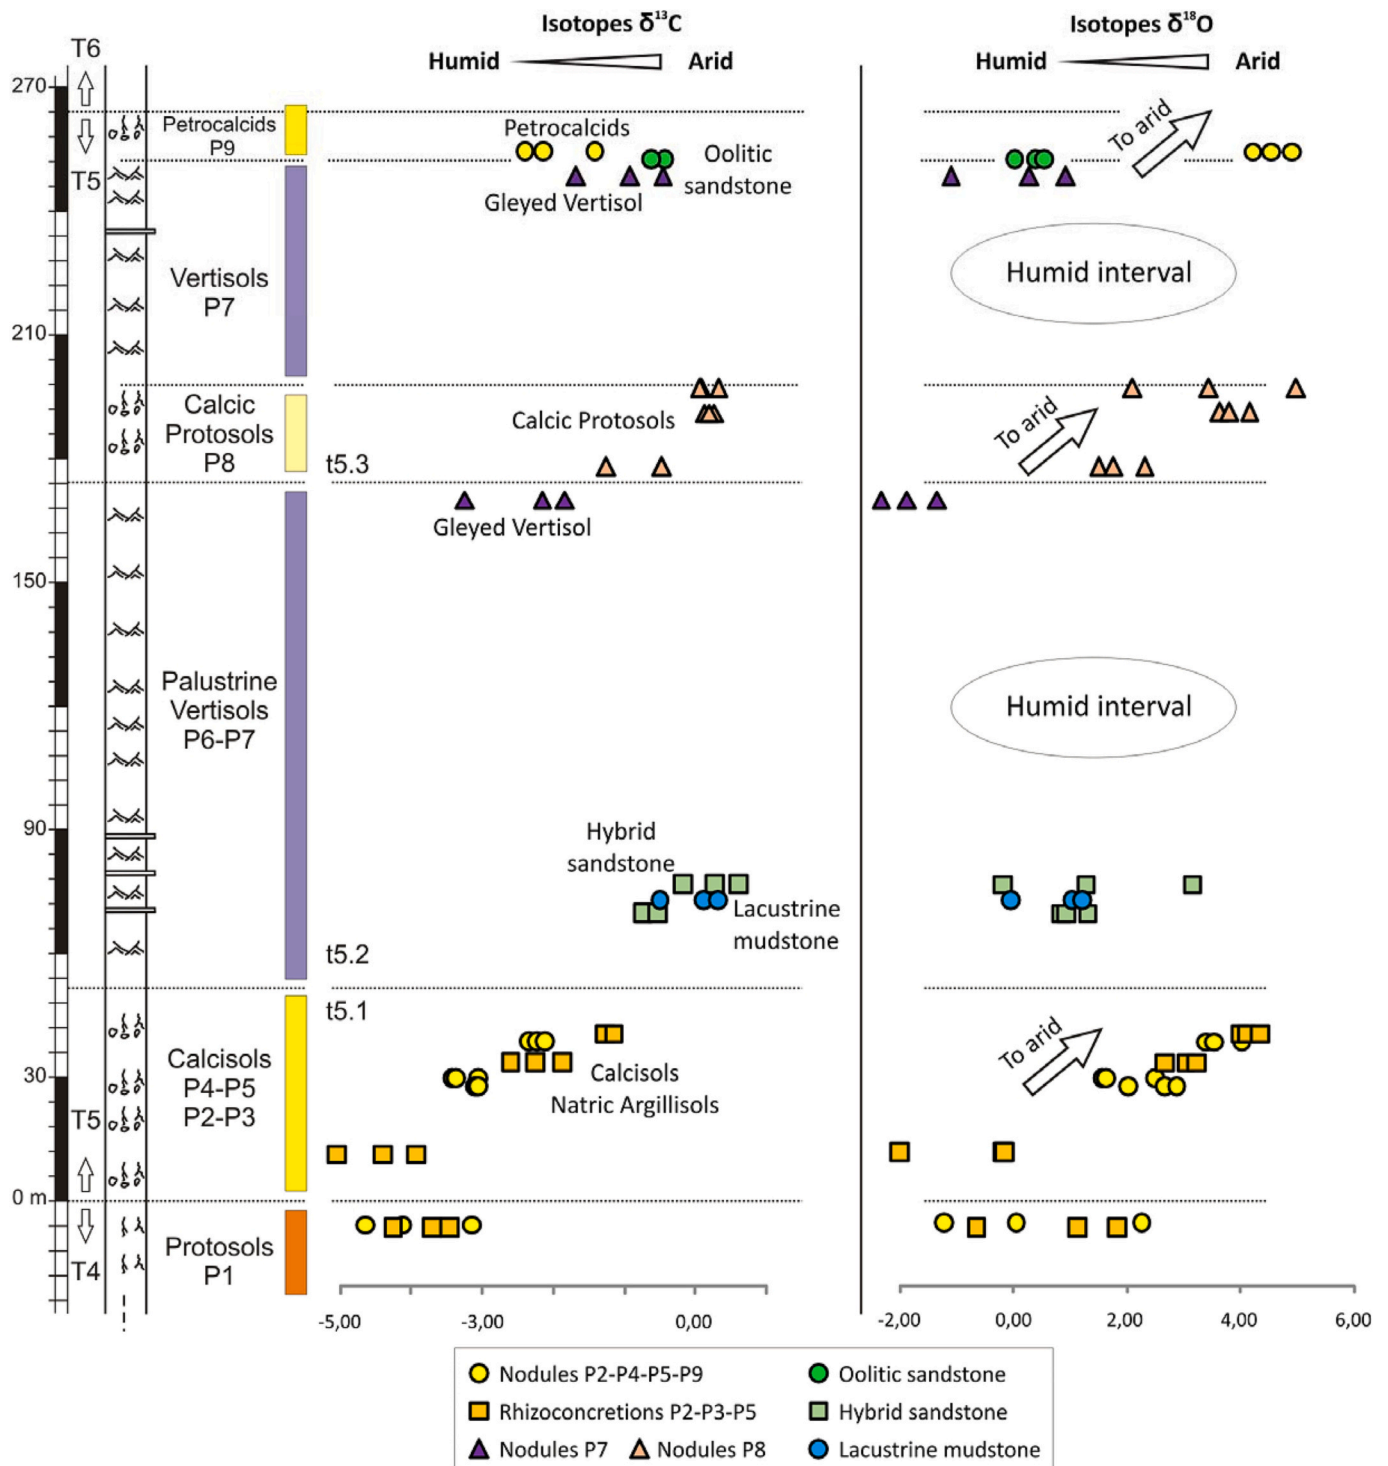 Isotopes δ¹³C
Isotopes δ¹⁸O
Humid
Arid
Humid
Arid
T6
270
Petrocalcids
P9
Petrocalcids
Oolitic
sandstone
To arid
T5
Gleyed Vertisol
Vertisols
P7
Humid interval
210
Calcic
Protosols
P8
Calcic Protosols
To arid
t5.3
Gleyed Vertisol
150
Palustrine
Vertisols
P6-P7
Humid interval
90
Hybrid
sandstone
Lacustrine
mudstone
t5.2
t5.1
To arid
Calcisols
P4-P5
P2-P3
Calcisols
Natric Argillisols
30
T5
0 m
Protosols
P1
T4
-5,00
-3,00
0,00
-2,00
0,00
2,00
4,00
6,00
Nodules P2-P4-P5-P9
Oolitic sandstone
Rhizoconcretions P2-P3-P5
Hybrid sandstone
Nodules P7
Nodules P8
Lacustrine mudstone